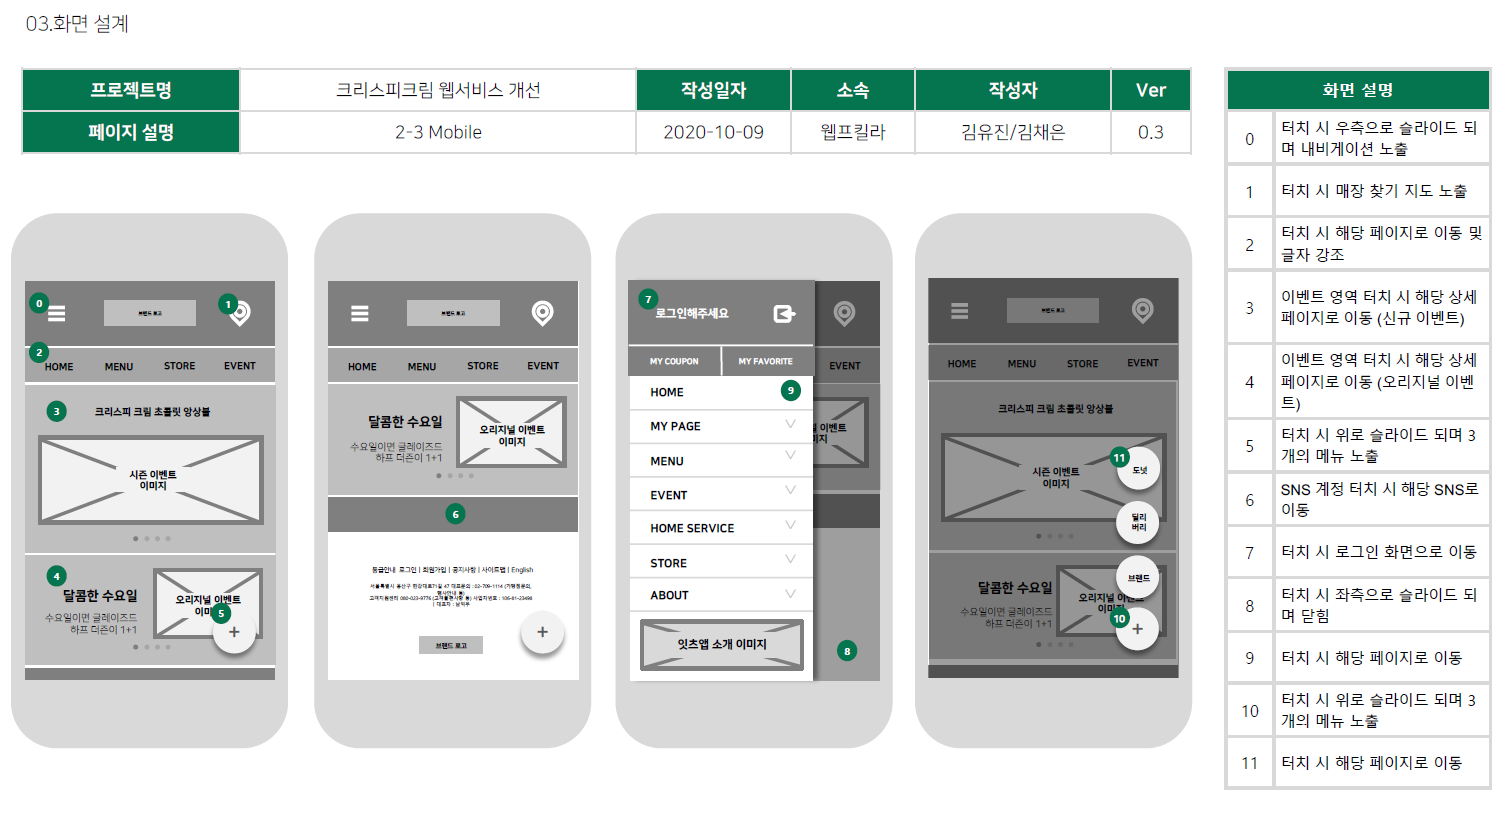 03.화면 설계
프로젝트명 크리스피크림 웹서비스 개선 작성일자 소속 작성자 Ver
페이지 설명 2-3 Mobile 2020-10-09 웹프킬라 김유진/김채은 0.3
0
1
브랜드 로고
2
HOME MENU STORE EVENT
3
크리스피 크림 초콜릿 앙상블
시즌 이벤트
이미지
4
달콤한 수요일
수요일이면 글레이즈드
하프 더즌이 1+1
오리지널 이벤트
이미지
5
+
브랜드 로고
HOME MENU STORE EVENT
달콤한 수요일
수요일이면 글레이즈드
하프 더즌이 1+1
오리지널 이벤트
이미지
6
등급안내 로그인 | 회원가입 | 공지사항 | 사이트맵 | English
브랜드 로고
+
7
로그인해주세요
MY COUPON MY FAVORITE
EVENT
HOME
9
MY PAGE
MENU
EVENT
HOME SERVICE
STORE
ABOUT
잇츠앱 소개 이미지
널 이벤트
미지
8
브랜드 로고
HOME MENU STORE EVENT
크리스피 크림 초콜릿 앙상블
시즌 이벤트
이미지
11
도넛
딜리
버리
브랜드
달콤한 수요일
수요일이면 글레이즈드
하프 더즌이 1+1
오리지널 이벤트
이미지
10
+
화면 설명
0 터치 시 우측으로 슬라이드 되
며 내비게이션 노출
1 터치 시 매장 찾기 지도 노출
2 터치 시 해당 페이지로 이동 및
글자 강조
3 이벤트 영역 터치 시 해당 상세
페이지로 이동 (신규 이벤트)
4 이벤트 영역 터치 시 해당 상세
페이지로 이동 (오리지널 이벤
트)
5 터치 시 위로 슬라이드 되며 3
개의 메뉴 노출
6 SNS 계정 터치 시 해당 SNS로
이동
7 터치 시 로그인 화면으로 이동
8 터치 시 좌측으로 슬라이드 되
며 닫힘
9 터치 시 해당 페이지로 이동
10 터치 시 위로 슬라이드 되며 3
개의 메뉴 노출
11 터치 시 해당 페이지로 이동